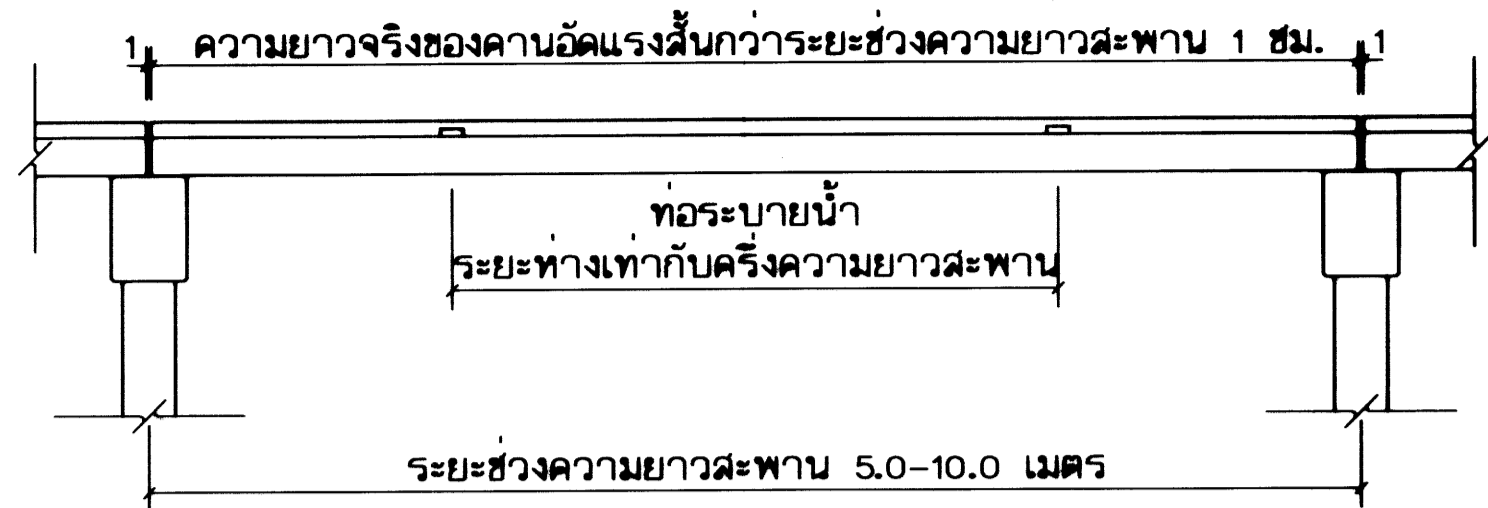 1 ความยาวจริงของคานอัดแรงสั้นกว่าระยะช่วงความยาวสะพาน 1 ซม. 1
ท่อระบายน้ำ
ระยะห่างเท่ากับครึ่งความยาวสะพาน
ระยะช่วงความยาวสะพาน 5.0-10.0 เมตร